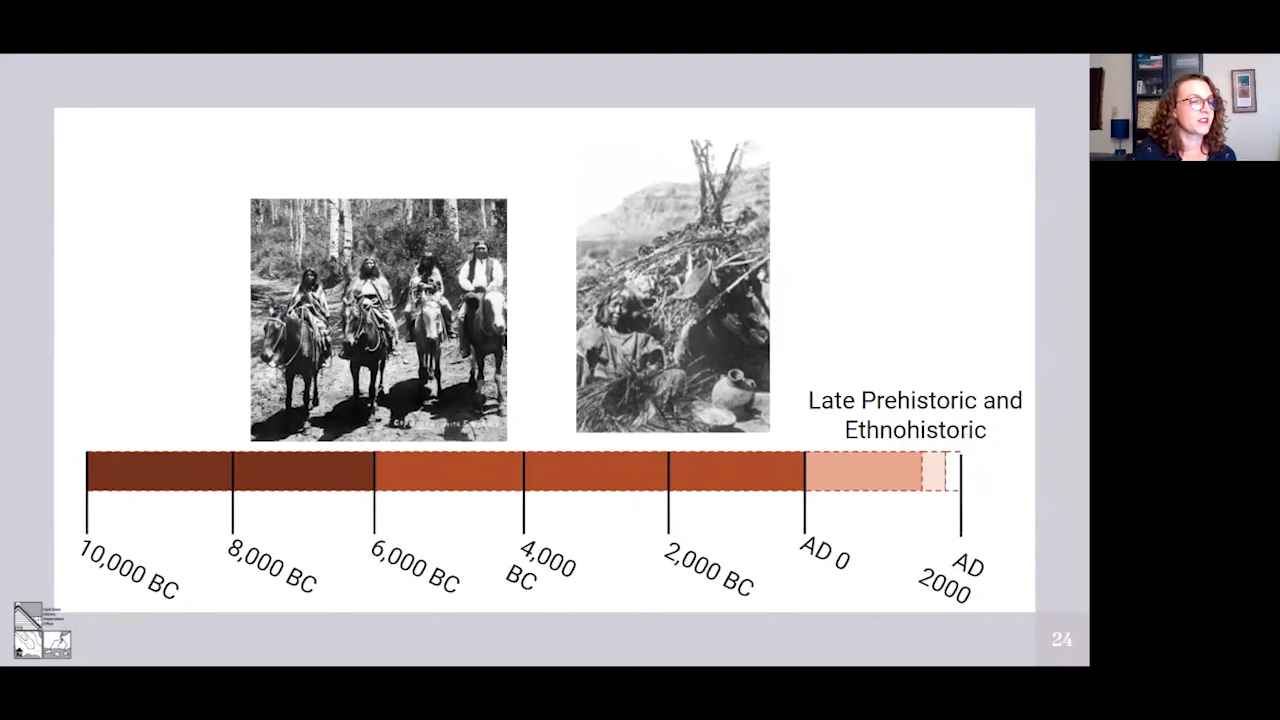 Late Prehistoric and
Ethnohistoric
10,000 BC
8,000 BC
6,000 BC
4,000
BC
2,000 BC
AD 0
AD
2000
24